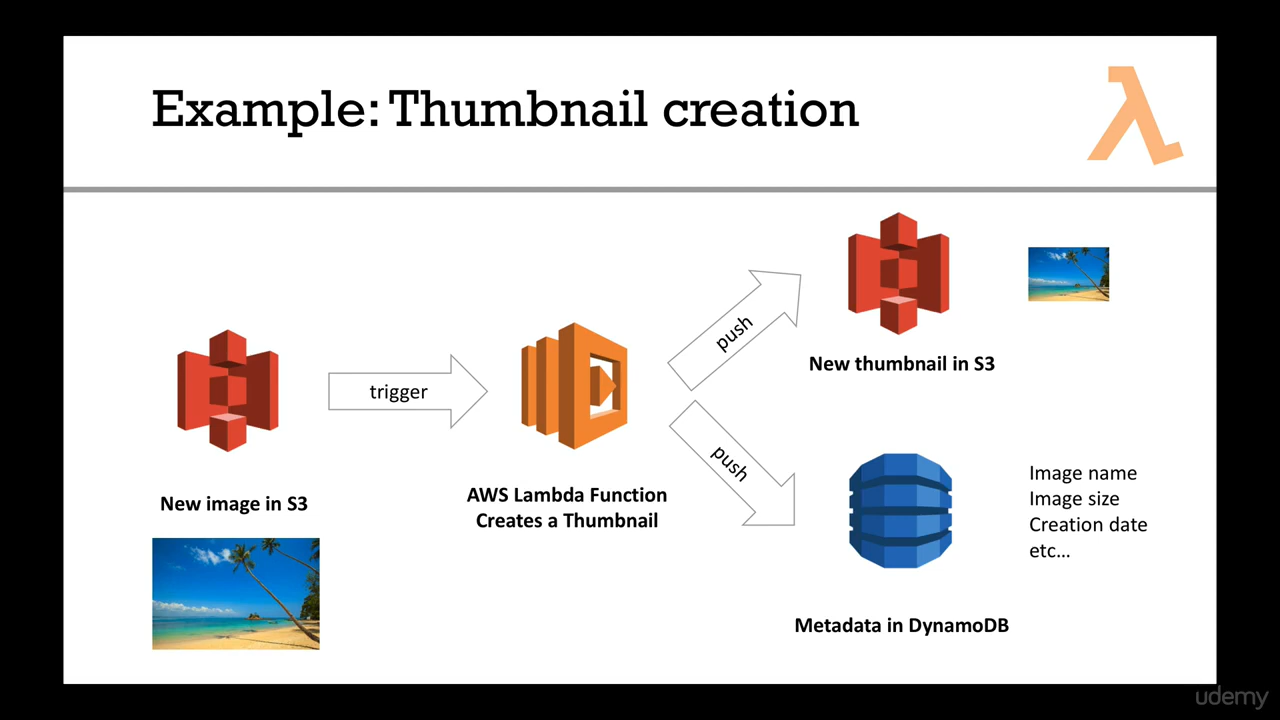 Example: Thumbnail creation
New image in S3
trigger
AWS Lambda Function
Creates a Thumbnail
push
New thumbnail in S3
push
Image name
Image size
Creation date
etc...
Metadata in DynamoDB
udemy